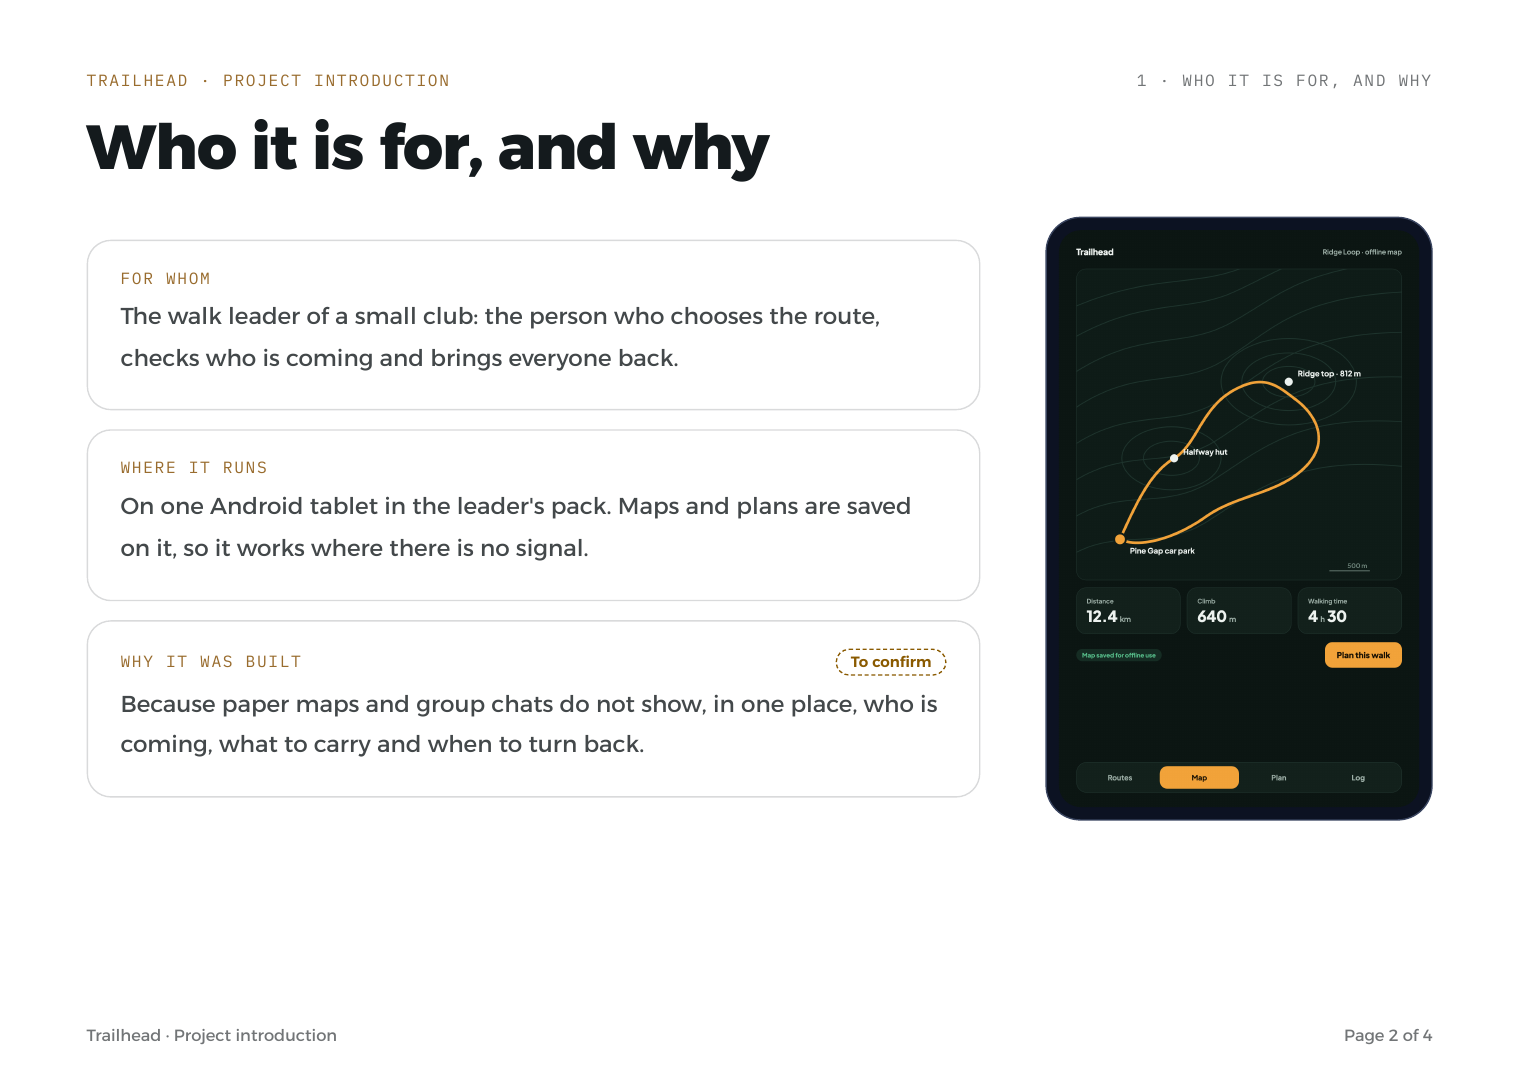 TRAILHEAD · PROJECT INTRODUCTION
1 · WHO IT IS FOR, AND WHY
Who it is for, and why
FOR WHOM
The walk leader of a small club: the person who chooses the route,
checks who is coming and brings everyone back.
WHERE IT RUNS
On one Android tablet in the leader's pack. Maps and plans are saved
on it, so it works where there is no signal.
WHY IT WAS BUILT
To confirm
Because paper maps and group chats do not show, in one place, who is
coming, what to carry and when to turn back.
Trailhead
Ridge Loop · offline map
Ridge top · 812 m
Halfway hut
Pine Gap car park
500 m
Distance
12.4 km
Climb
640 m
Walking time
4 h 30
Map saved for offline use
Plan this walk
Routes
Map
Plan
Log
Trailhead · Project introduction
Page 2 of 4